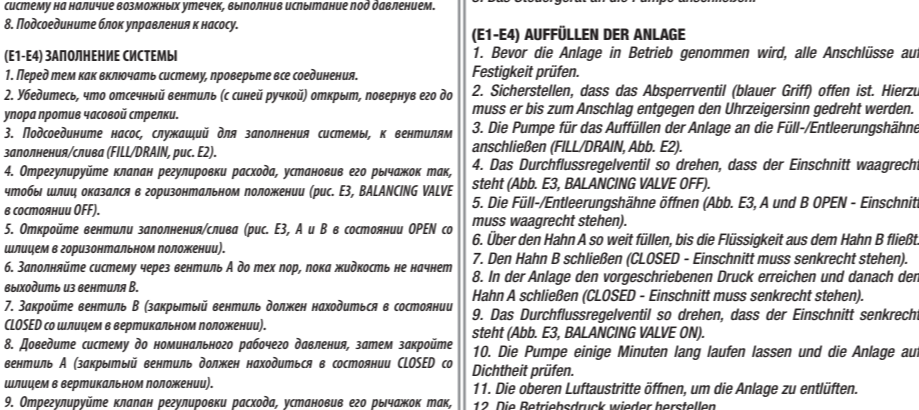 систему на наличие возможных утечек, выполнив испытание под давлением.
8. Подсоедините блок управления к насосу.
(E1-E4) ЗАПОЛНЕНИЕ СИСТЕМЫ
1. Перед тем как включать систему, проверьте все соединения.
2. Убедитесь, что отсечный вентиль (с синей ручкой) открыт, повернув его до
упора против часовой стрелки.
3. Подсоедините насос, служащий для заполнения системы, к вентилям
заполнения/слива (FILL/DRAIN, рис. E2).
4. Отрегулируйте клапан регулировки расхода, установив его рычажок так,
чтобы шлиц оказался в горизонтальном положении (рис. E3, BALANCING VALVE
в состоянии OFF).
5. Откройте вентили заполнения/слива (рис. E3, A и B в состоянии OPEN со
шлицем в горизонтальном положении).
6. Заполняйте систему через вентиль A до тех пор, пока жидкость не начнет
выходить из вентиля B.
7. Закройте вентиль B (закрытый вентиль должен находиться в состоянии
CLOSED со шлицем в вертикальном положении).
8. Доведите систему до номинального рабочего давления, затем закройте
вентиль A (закрытый вентиль должен находиться в состоянии CLOSED со
шлицем в вертикальном положении).
9. Отрегулируйте клапан регулировки расхода, установив его рычажок так,
8. Das Steuergerät an die Pumpe anschließen.
(E1-E4) AUFFÜLLEN DER ANLAGE
1. Bevor die Anlage in Betrieb genommen wird, alle Anschlüsse auf
Festigkeit prüfen.
2. Sicherstellen, dass das Absperrventil (blauer Griff) offen ist. Hierzu
muss er bis zum Anschlag entgegen den Uhrzeigersinn gedreht werden.
3. Die Pumpe für das Auffüllen der Anlage an die Füll-/Entleerungshähne
anschließen (FILL/DRAIN, Abb. E2).
4. Das Durchflussregelventil so drehen, dass der Einschnitt waagrecht
steht (Abb. E3, BALANCING VALVE OFF).
5. Die Füll-/Entleerungshähne öffnen (Abb. E3, A und B OPEN - Einschnitt
muss waagrecht stehen).
6. Über den Hahn A so weit füllen, bis die Flüssigkeit aus dem Hahn B fließt.
7. Den Hahn B schließen (CLOSED - Einschnitt muss senkrecht stehen).
8. In der Anlage den vorgeschriebenen Druck erreichen und danach den
Hahn A schließen (CLOSED - Einschnitt muss senkrecht stehen).
9. Das Durchflussregelventil so drehen, dass der Einschnitt senkrecht
steht (Abb. E3, BALANCING VALVE ON).
10. Die Pumpe einige Minuten lang laufen lassen und die Anlage auf
Dichtheit prüfen.
11. Die oberen Luftaustritte öffnen, um die Anlage zu entlüften.
12. Die Betriebsdruck wieder herstellen.